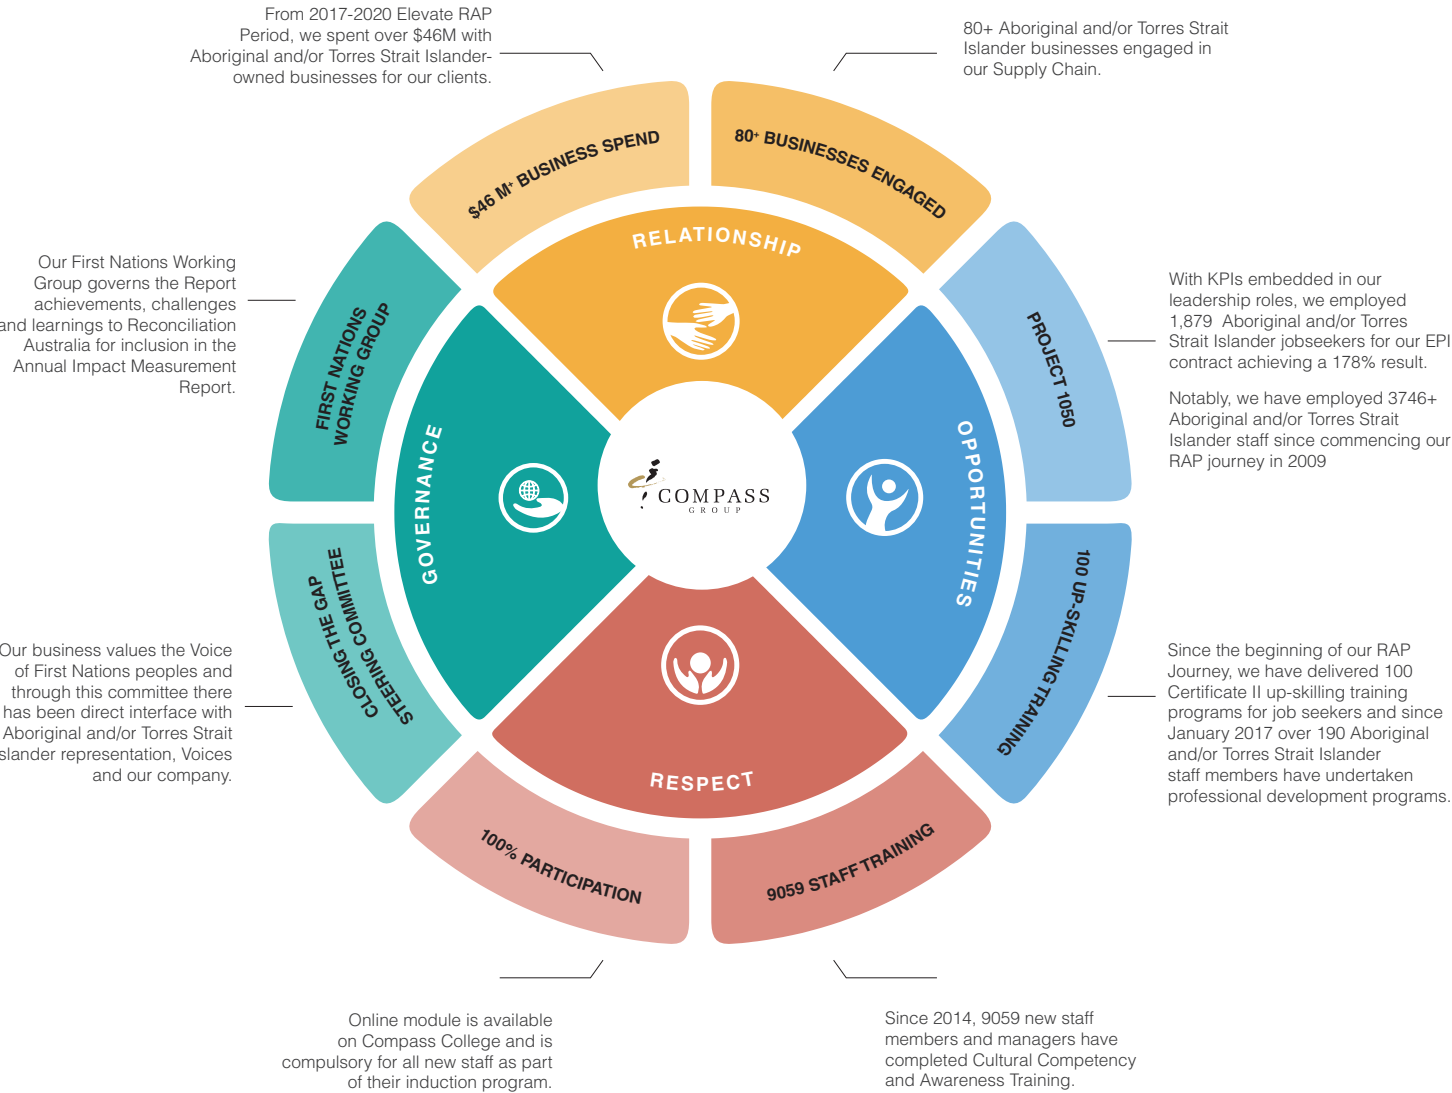 From 2017-2020 Elevate RAP
Period, we spent over $46M with
Aboriginal and/or Torres Strait Islander-
owned businesses for our clients.
80+ Aboriginal and/or Torres Strait
Islander businesses engaged in
our Supply Chain.
$46 M+ BUSINESS SPEND
80+ BUSINESSES ENGAGED
RELATIONSHIP
Our First Nations Working
Group governs the Report
achievements, challenges
and learnings to Reconciliation
Australia for inclusion in the
Annual Impact Measurement
Report.
FIRST NATIONS
WORKING GROUP
PROJECT 1050
With KPIs embedded in our
leadership roles, we employed
1,879 Aboriginal and/or Torres
Strait Islander jobseekers for our EPI
contract achieving a 178% result.
Notably, we have employed 3746+
Aboriginal and/or Torres Strait
Islander staff since commencing our
RAP journey in 2009
GOVERNANCE
COMPASS
GROUP
OPPORTUNITIES
CLOSING THE GAP
STEERING COMMITTEE
100 UP-SKILLING TRAINING
Our business values the Voice
of First Nations peoples and
through this committee there
has been direct interface with
Aboriginal and/or Torres Strait
slander representation, Voices
and our company.
Since the beginning of our RAP
Journey, we have delivered 100
Certificate II up-skilling training
programs for job seekers and since
January 2017 over 190 Aboriginal
and/or Torres Strait Islander
staff members have undertaken
professional development programs.
RESPECT
100% PARTICIPATION
9059 STAFF TRAINING
Online module is available
on Compass College and is
compulsory for all new staff as part
of their induction program.
Since 2014, 9059 new staff
members and managers have
completed Cultural Competency
and Awareness Training.